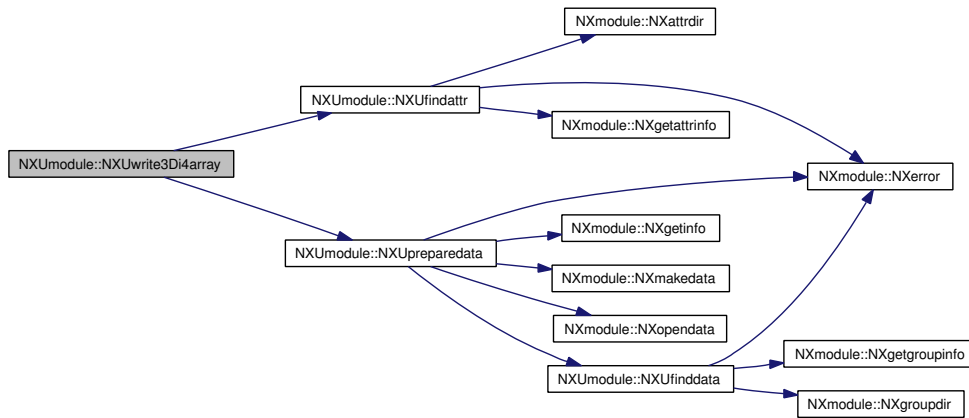 NXmodule::NXattrdir
NXUmodule::NXUfindattr
NXmodule::NXgetattrinfo
NXUmodule::NXUwrite3Di4array
NXmodule::NXerror
NXmodule::NXgetinfo
NXUmodule::NXUpreparedata
NXmodule::NXmakedata
NXmodule::NXopendata
NXmodule::NXgetgroupinfo
NXUmodule::NXUfinddata
NXmodule::NXgroupdir